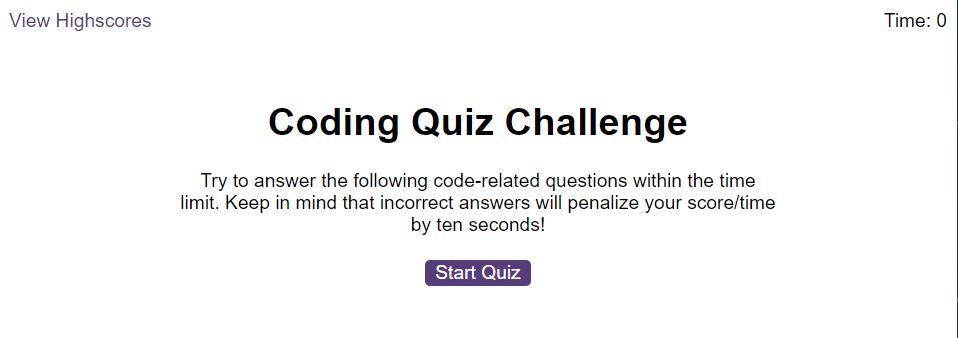 View Highscores
Time: 0
Coding Quiz Challenge
Try to answer the following code-related questions within the time
limit. Keep in mind that incorrect answers will penalize your score/time
by ten seconds!
Start Quiz